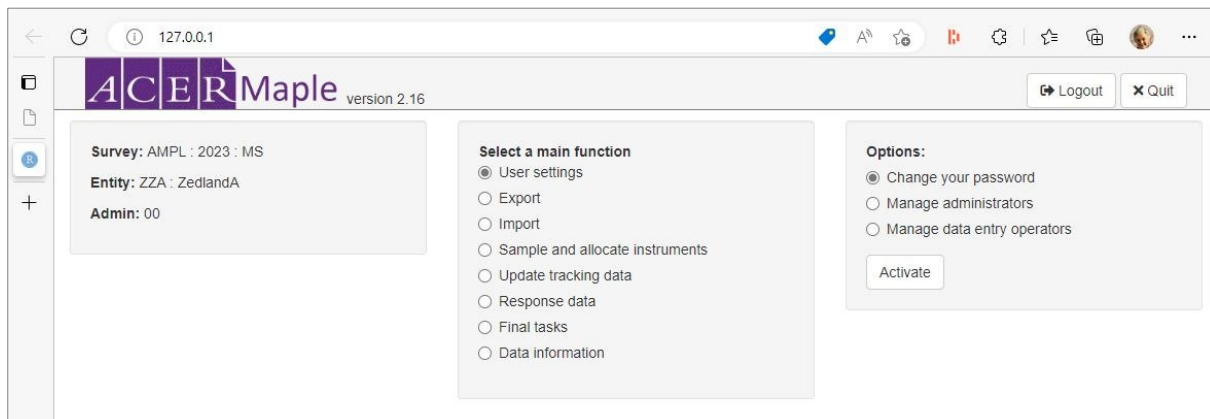 127.0.0.1
ACER Maple version 2.16
Logout
Quit
Survey: AMPL : 2023 : MS
Entity: ZZA : ZedlandA
Admin: 00
Select a main function
User settings
Export
Import
Sample and allocate instruments
Update tracking data
Response data
Final tasks
Data information
Options:
Change your password
Manage administrators
Manage data entry operators
Activate